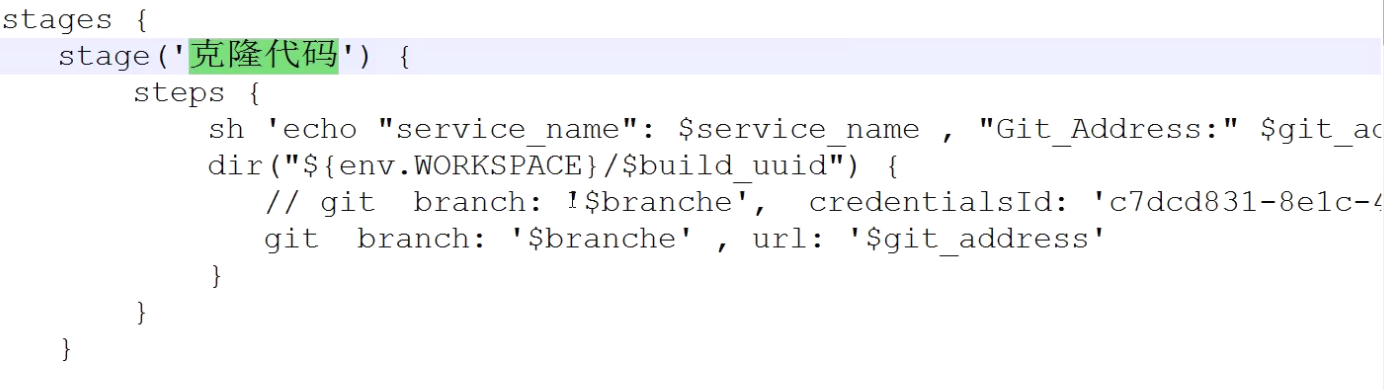 stages {
stage('克隆代码') {
steps {
sh 'echo "service_name": $service_name , "Git_Address:" $git_ad
dir("${env.WORKSPACE}/$build_uuid") {
// git branch: '$branche', credentialsId: 'c7dcd831-8e1c-4
git branch: '$branche' , url: '$git_address'
}
}
}